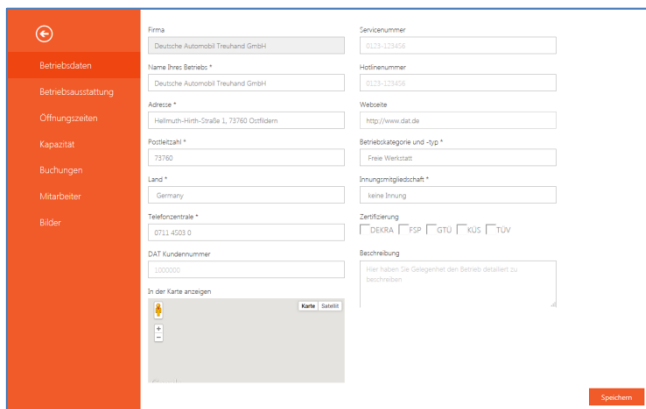 Betriebsdaten
Betriebsausstattung
Öffnungszeiten
Kapazität
Buchungen
Mitarbeiter
Bilder
Firma
Deutsche Automobil Treuhand GmbH
Name Ihres Betriebs *
Deutsche Automobil Treuhand GmbH
Adresse *
Hellmuth-Hirth-Straße 1, 73760 Ostfildern
Postleitzahl *
73760
Land *
Germany
Telefonzentrale *
0711 4503 0
DAT Kundennummer
1000000
In der Karte anzeigen
Karte Satellit
+
−
Servicenummer
0123-123456
Hotlinenummer
0123-123456
Webseite
http://www.dat.de
Betriebskategorie und -typ *
Freie Werkstatt
Innungsmitgliedschaft *
keine Innung
Zertifizierung
DEKRA FSP GTÜ KÜS TÜV
Beschreibung
Hier haben Sie Gelegenheit den Betrieb detailiert zu
beschreiben
Speichern